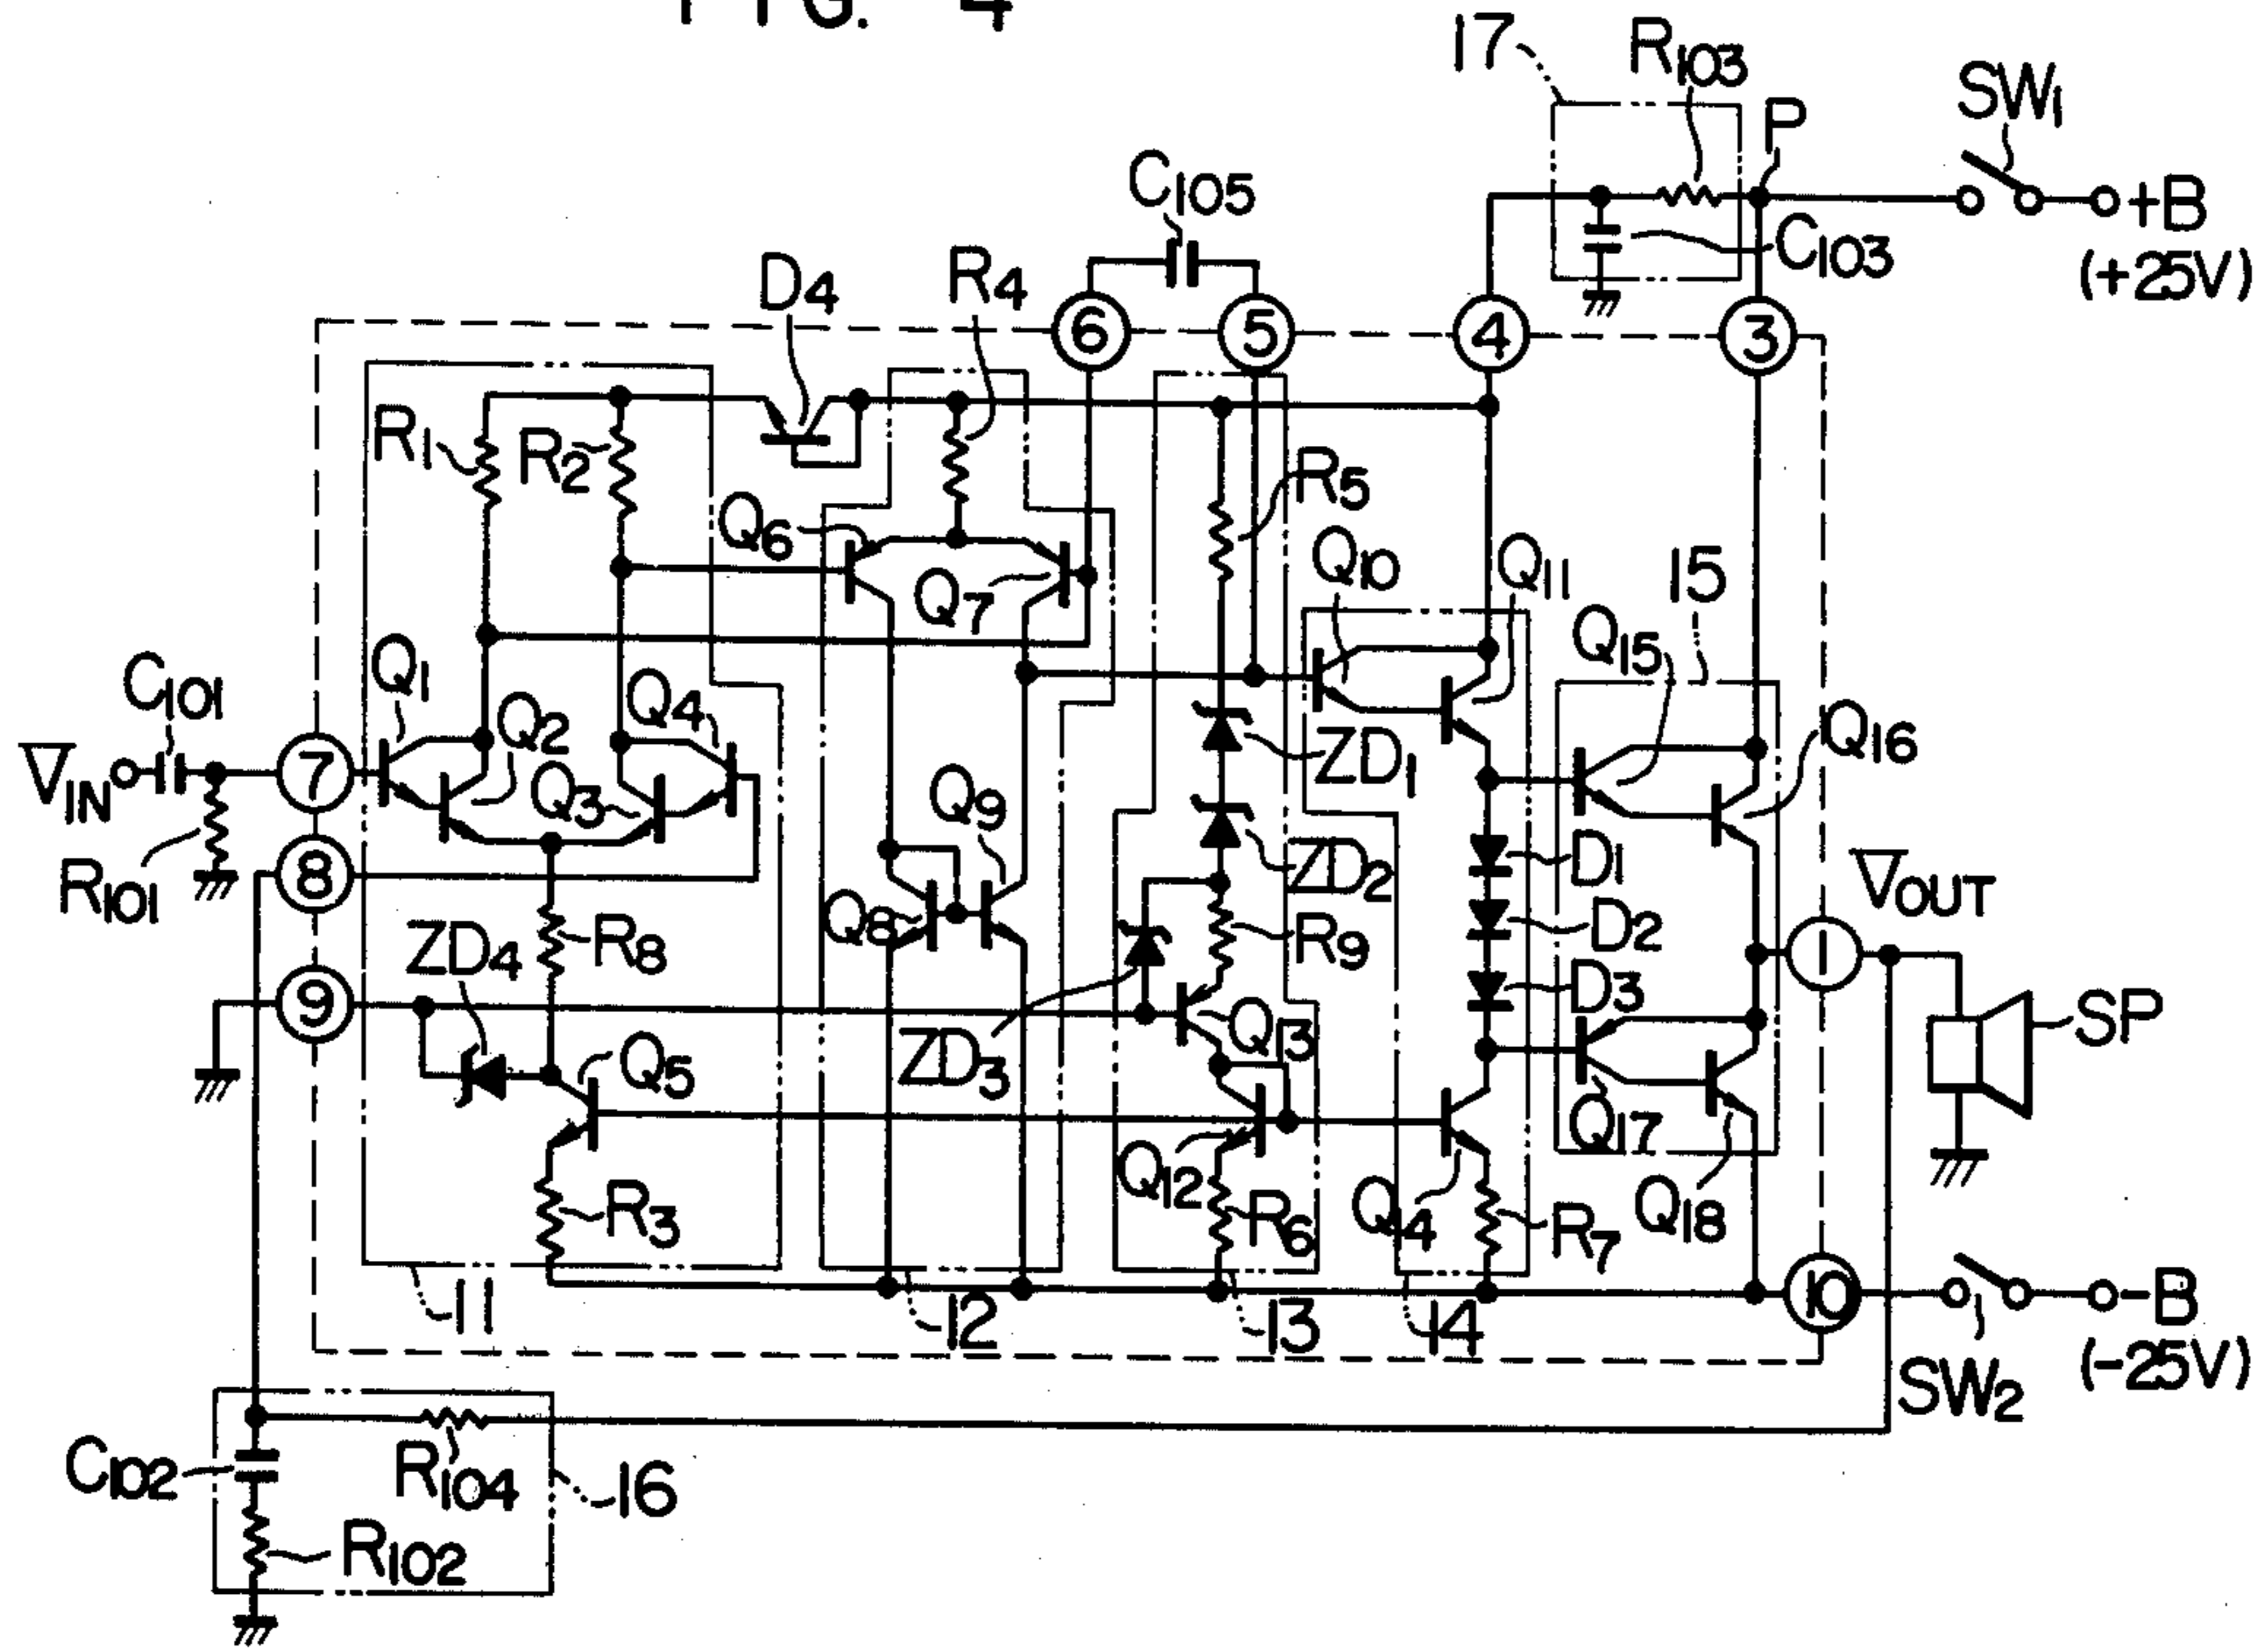 FIG. 4
17
R103
P
SW1
+B
(+25V)
C103
C105
D4
R4
6
5
4
3
R1
R2
Q6
Q7
R5
Q10
Q11
15
Q15
Q16
C101
Q1
Q2
Q3
Q4
VIN
7
R101
8
ZD1
ZD2
Q9
Q8
D1
D2
D3
VOUT
1
SP
ZD4
R8
R9
9
ZD3
Q13
Q5
Q12
Q14
Q17
Q18
R3
R6
R7
10
-B
(-25V)
SW2
11
12
13
14
C102
R104
16
R102